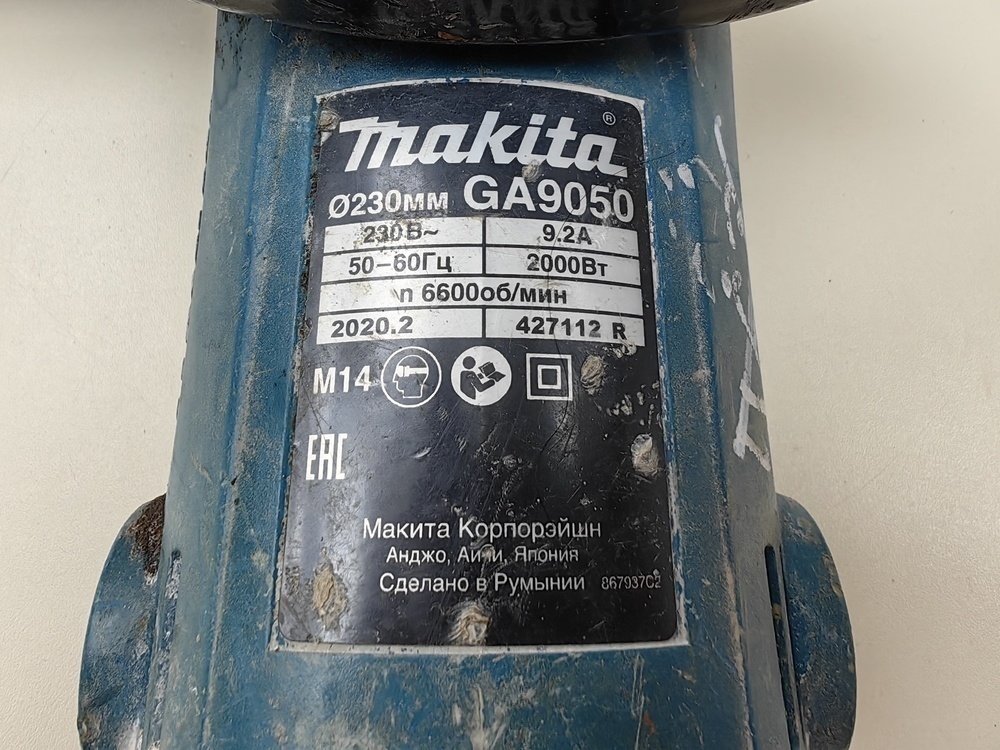 makita ®
Ø230мм GA9050
230В~ 9.2А
50–60Гц 2000Вт
n 6600об/мин
2020.2 427112 R
M14
EAC
Макита Корпорэйшн
Анджо, Аичи, Япония
Сделано в Румынии 867937C2